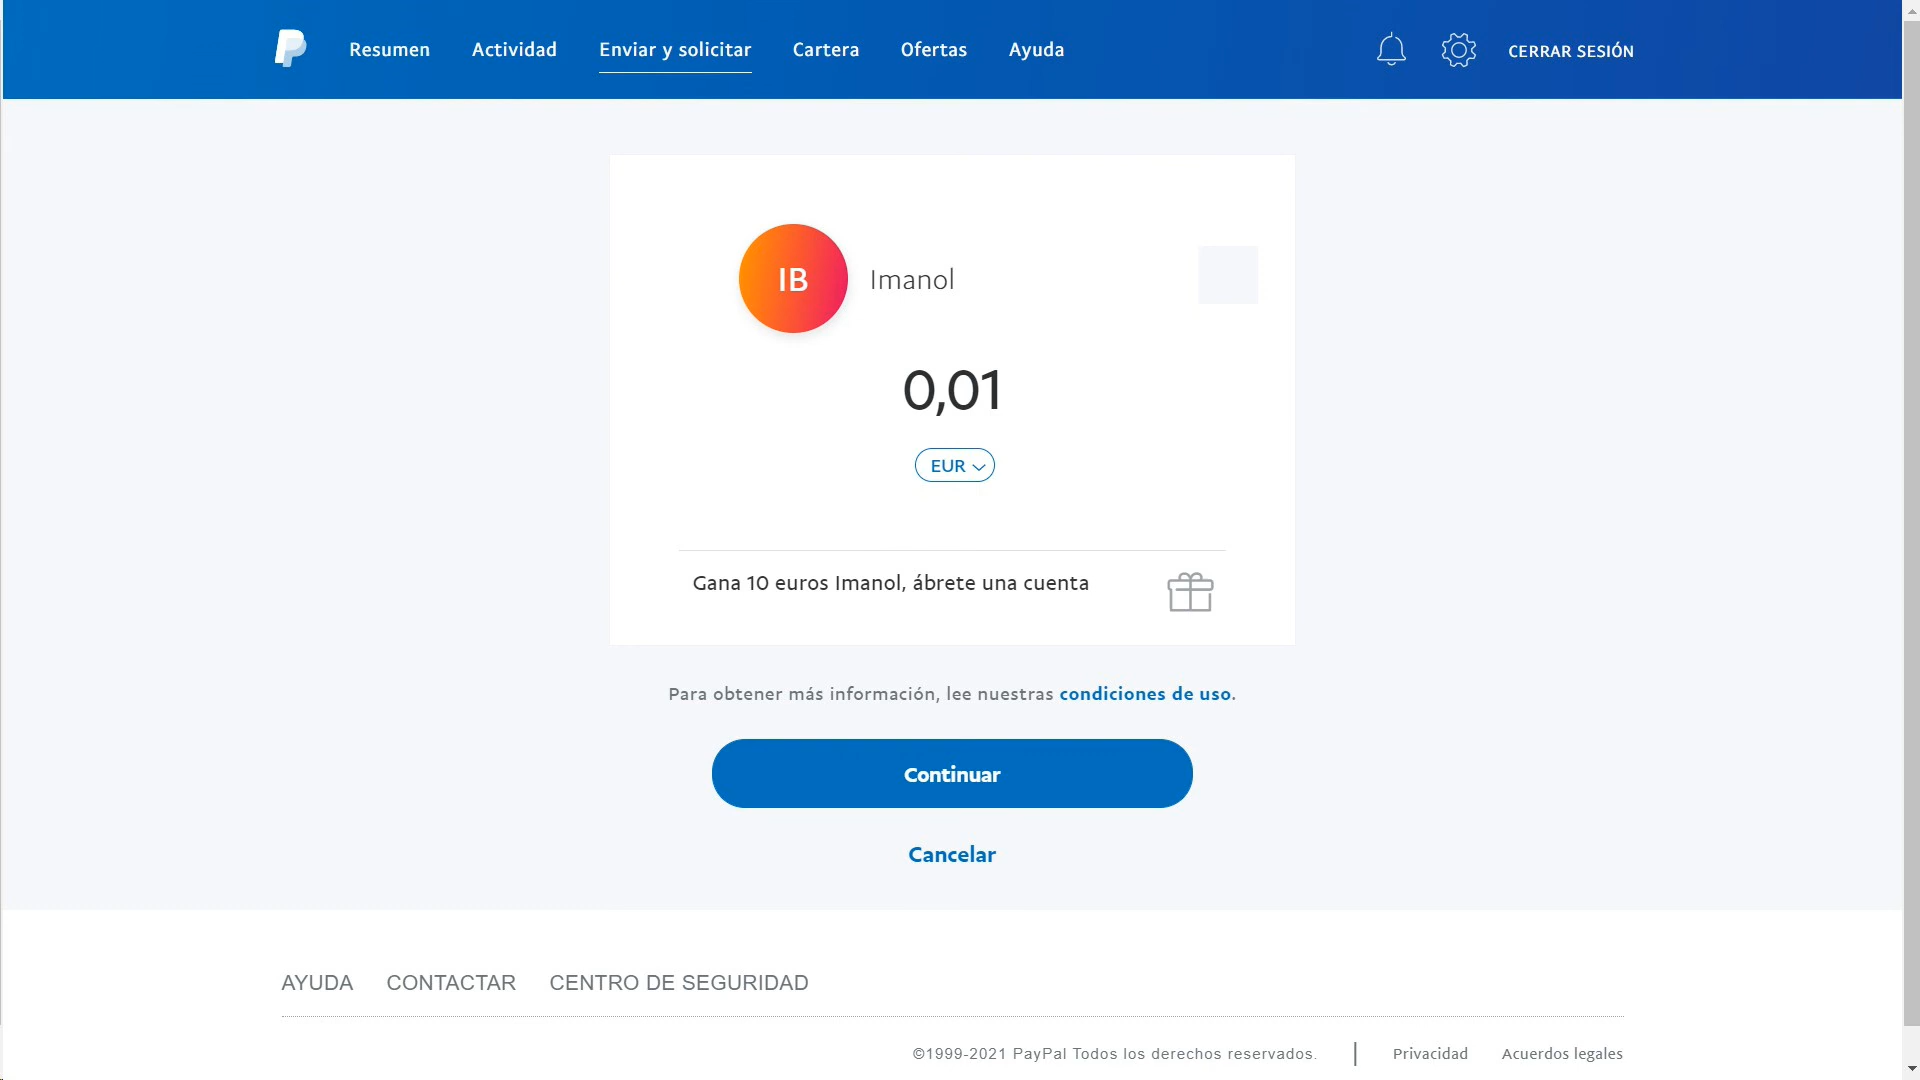 Resumen Actividad Enviar y solicitar Cartera Ofertas Ayuda CERRAR SESIÓN
IB Imanol
0,01
EUR
Gana 10 euros Imanol, ábrete una cuenta
Para obtener más información, lee nuestras condiciones de uso.
Continuar
Cancelar
AYUDA CONTACTAR CENTRO DE SEGURIDAD
©1999-2021 PayPal Todos los derechos reservados. | Privacidad Acuerdos legales